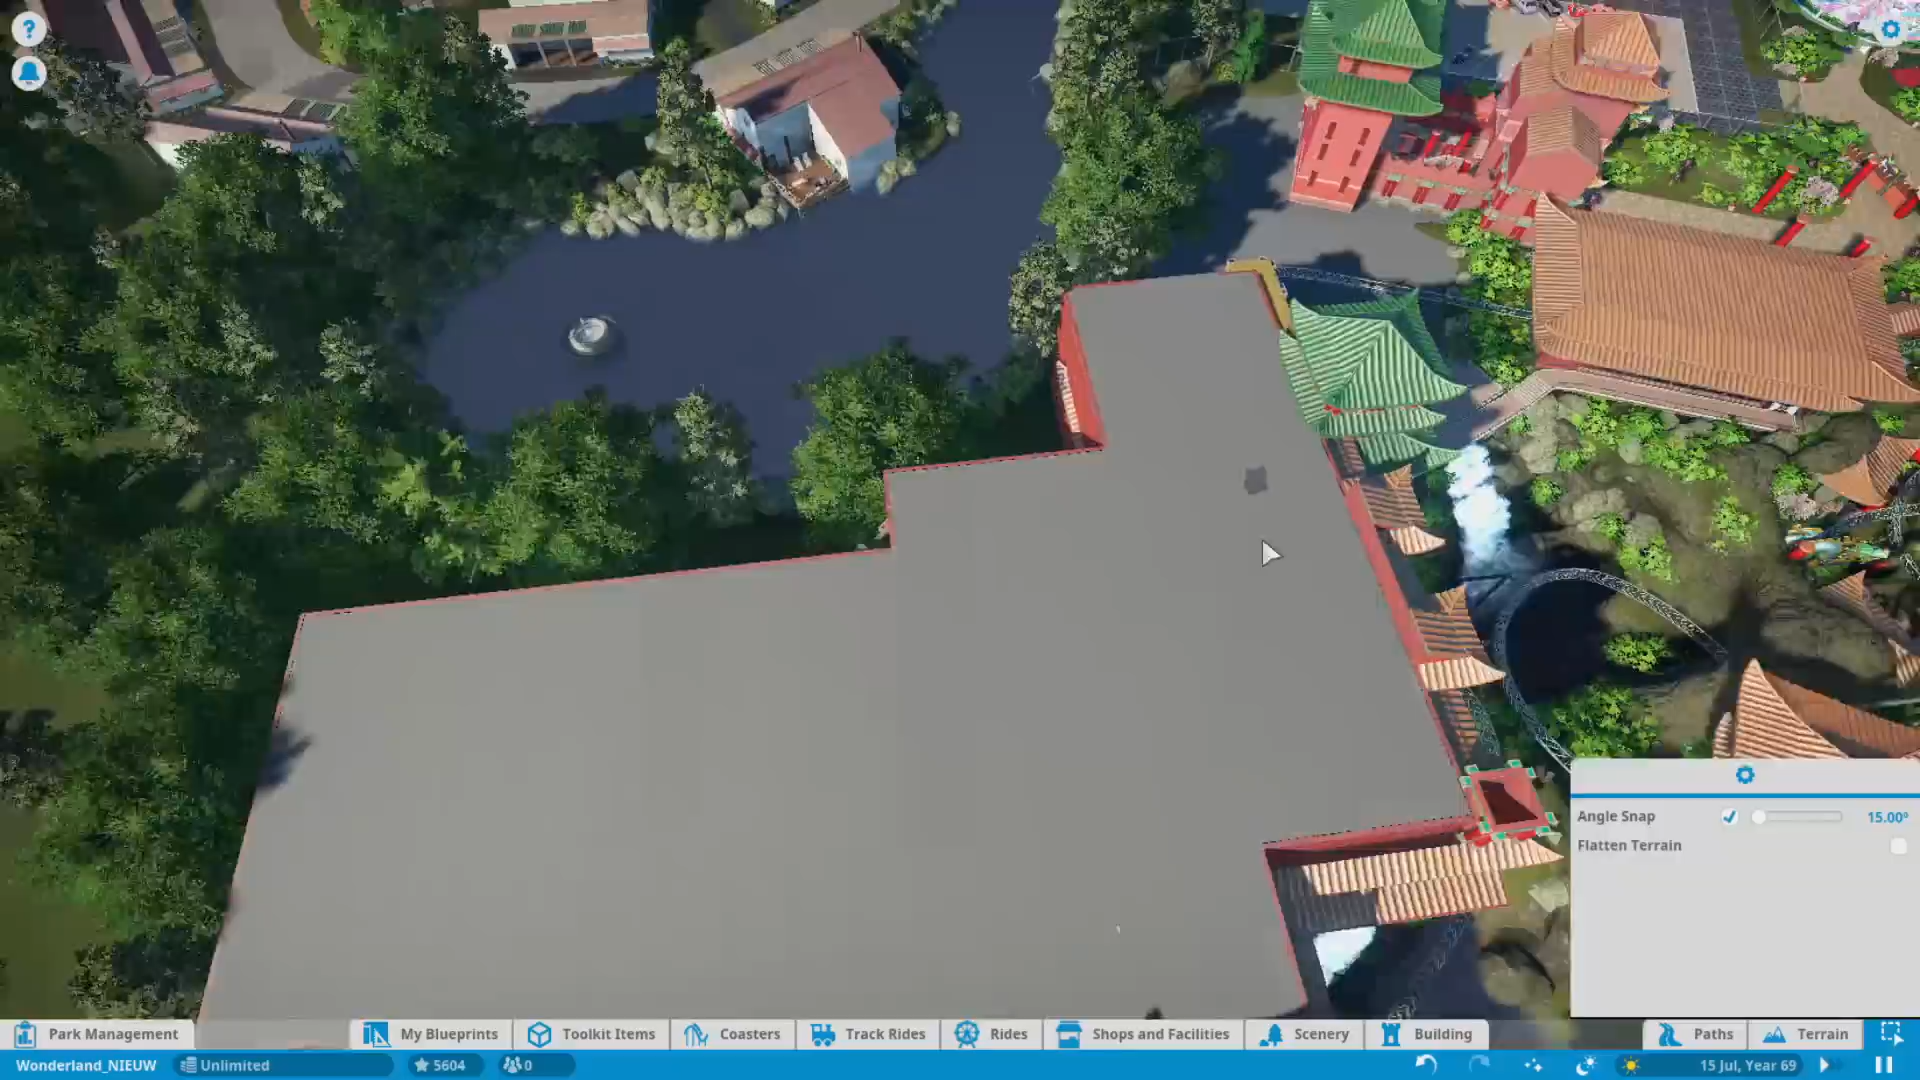 ?
Angle Snap 15.00°
Flatten Terrain
Park Management My Blueprints Toolkit Items Coasters Track Rides Rides Shops and Facilities Scenery Building Paths Terrain
Wonderland_NIEUW Unlimited 5604 0 15 Jul, Year 69